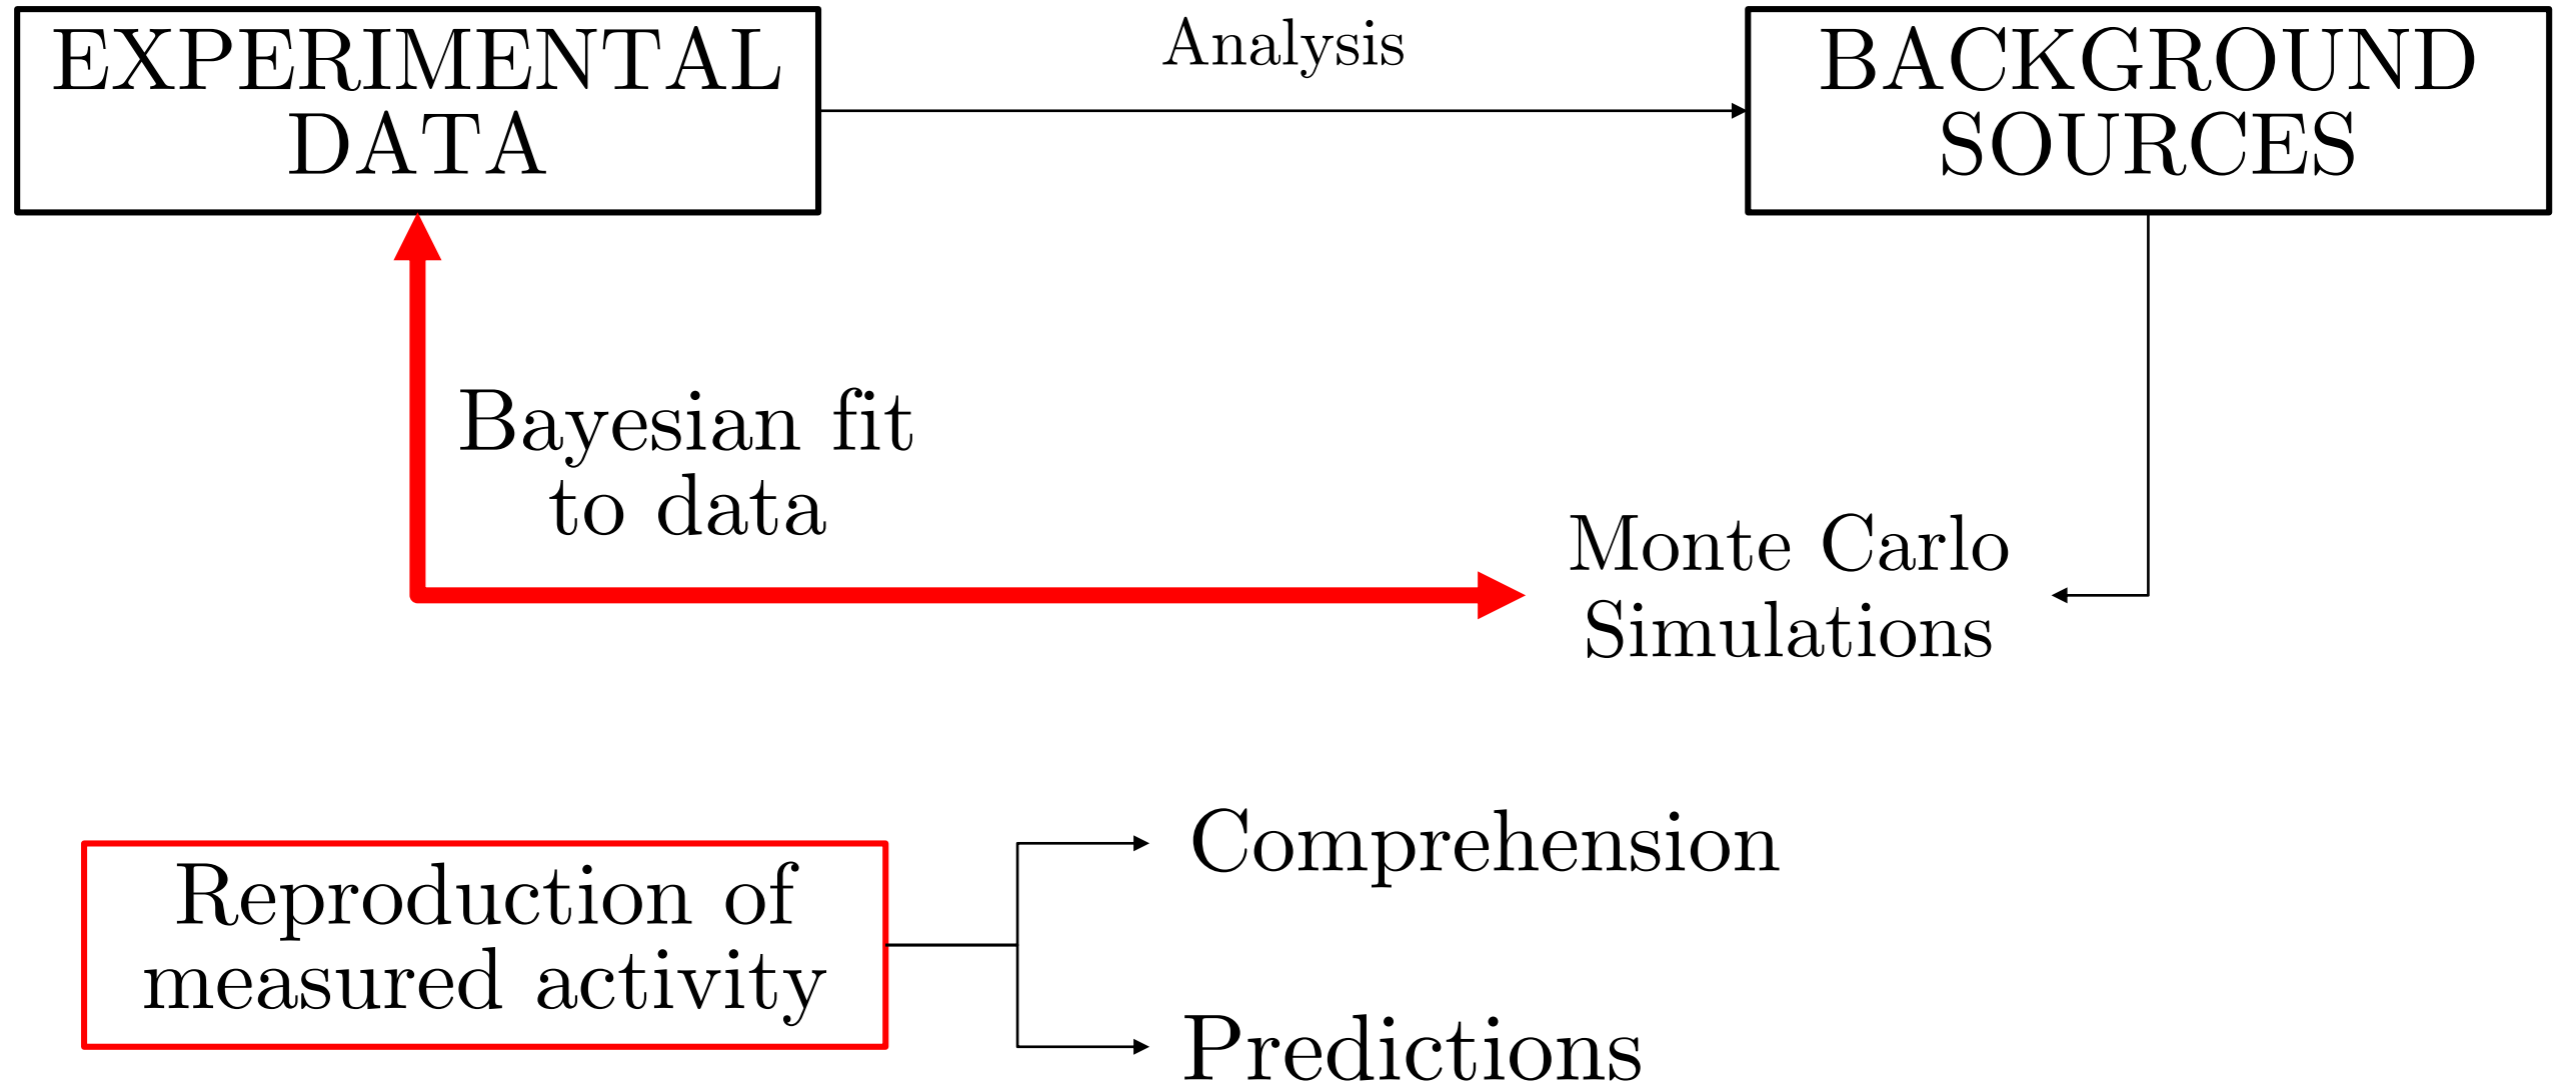 EXPERIMENTAL
DATA
Analysis
BACKGROUND
SOURCES
Bayesian fit
to data
Monte Carlo
Simulations
Reproduction of
measured activity
Comprehension
Predictions